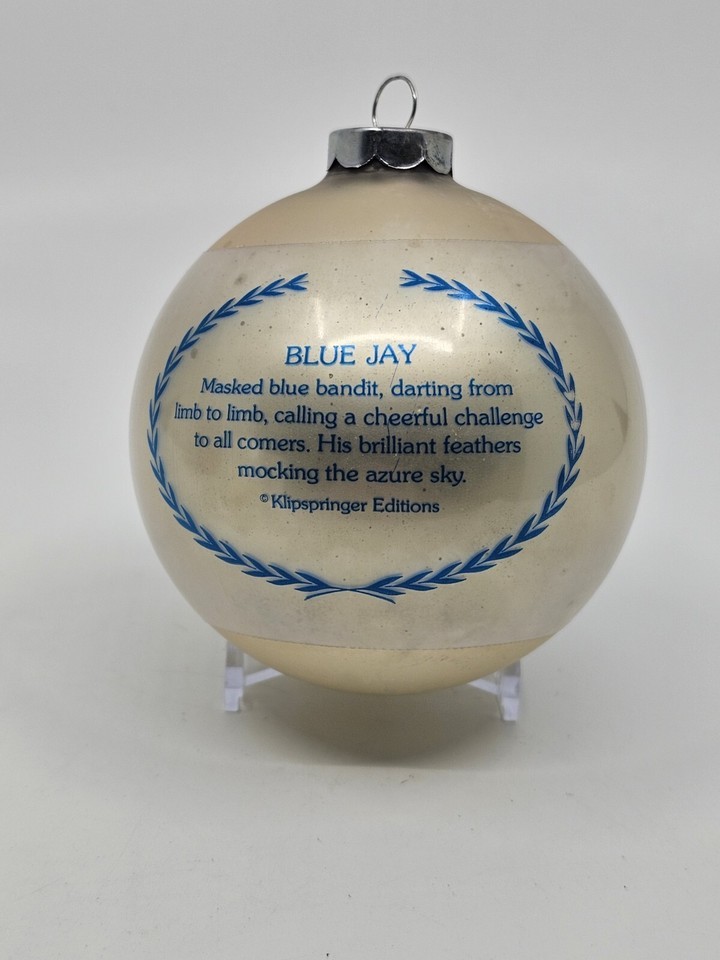 BLUE JAY
Masked blue bandit, darting from
limb to limb, calling a cheerful challenge
to all comers. His brilliant feathers
mocking the azure sky.
©Klipspringer Editions